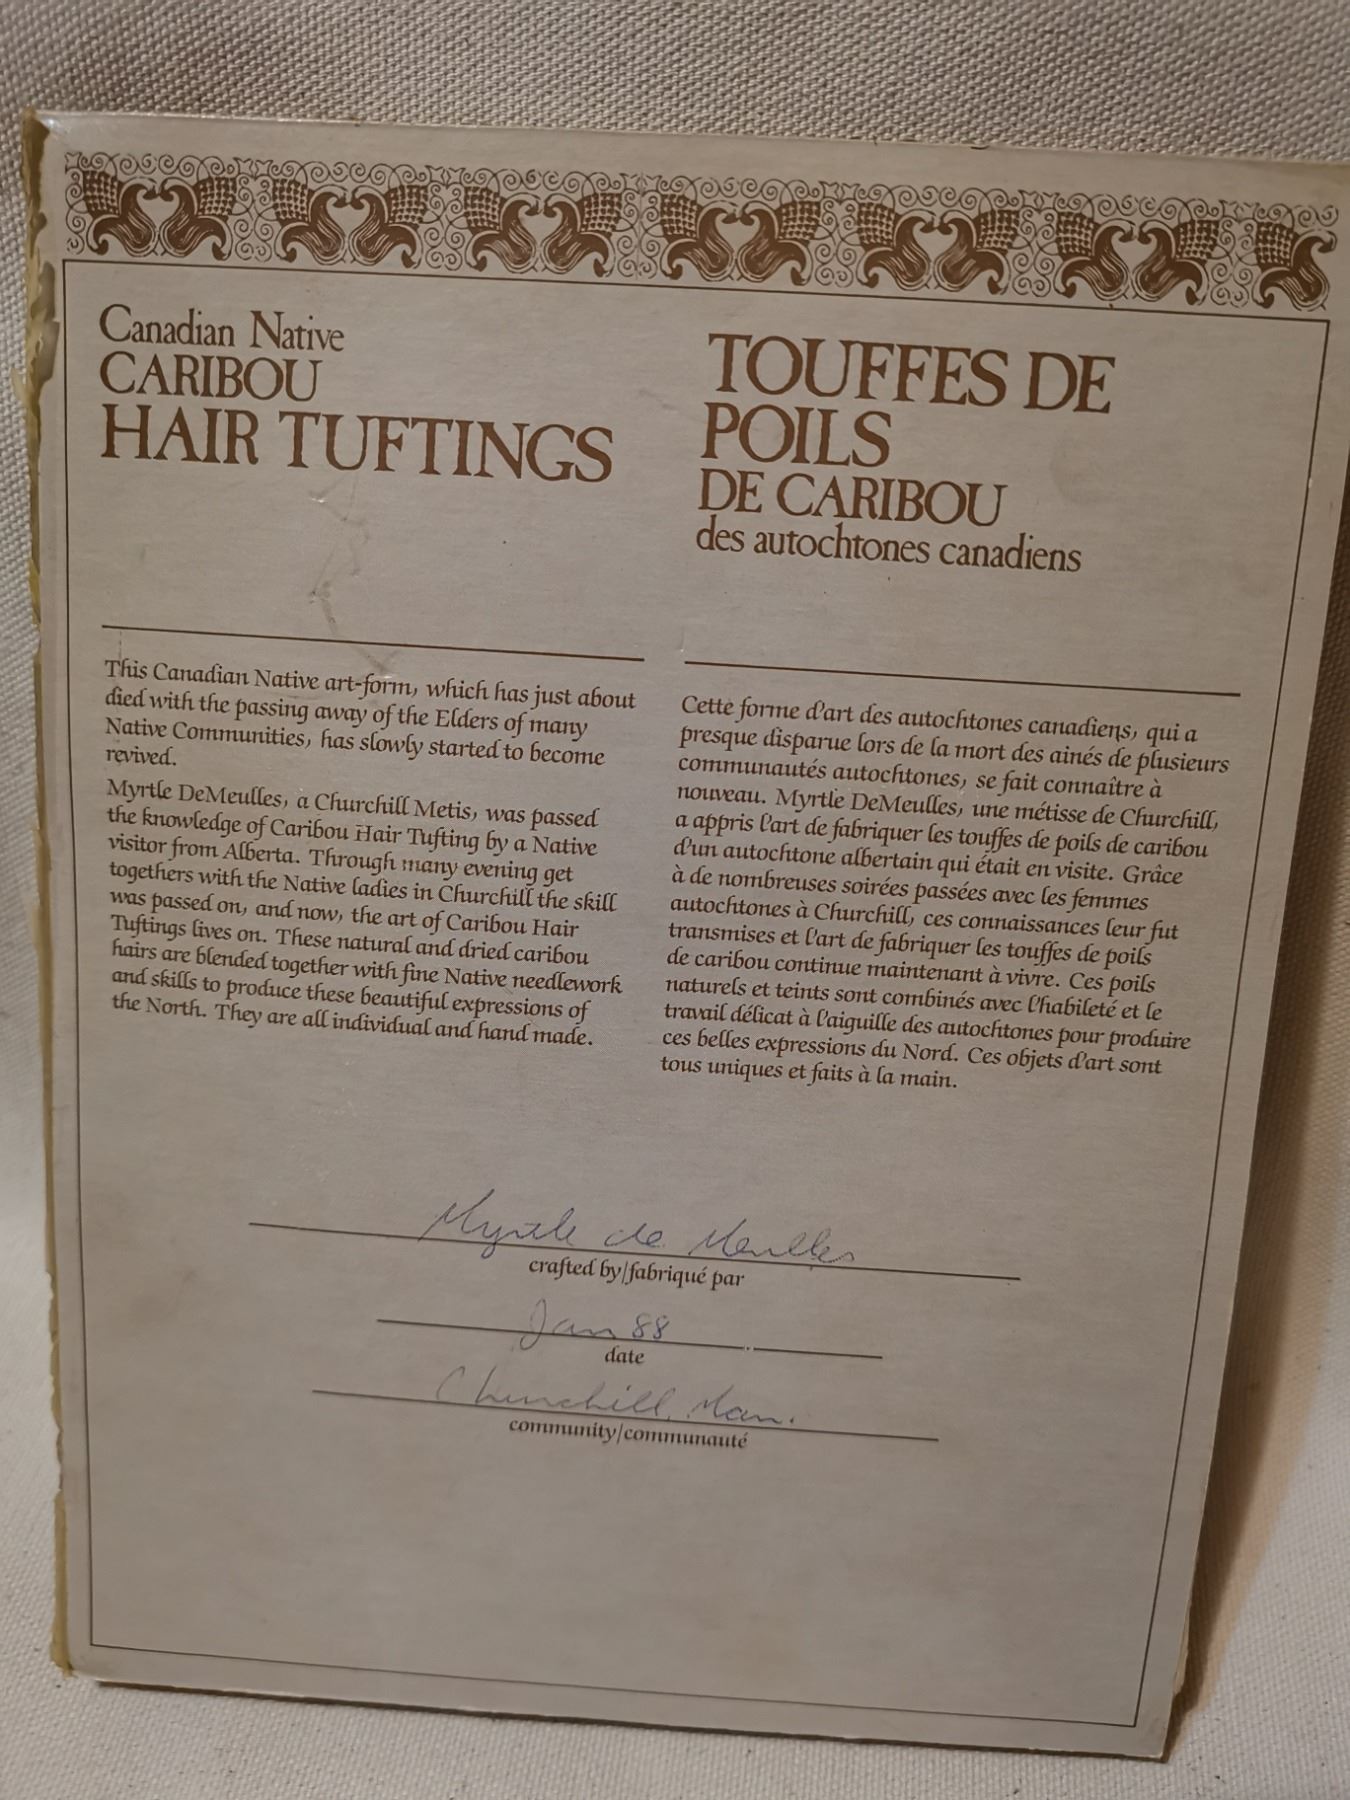 Canadian Native
CARIBOU
HAIR TUFTINGS
This Canadian Native art-form, which has just about
died with the passing away of the Elders of many
Native Communities, has slowly started to become
revived.
Myrtle DeMeulles, a Churchill Metis, was passed
the knowledge of Caribou Hair Tufting by a Native
visitor from Alberta. Through many evening get
togethers with the Native ladies in Churchill the skill
was passed on, and now, the art of Caribou Hair
Tuftings lives on. These natural and dried caribou
hairs are blended together with fine Native needlework
and skills to produce these beautiful expressions of
the North. They are all individual and hand made.
TOUFFES DE
POILS
DE CARIBOU
des autochtones canadiens
Cette forme d'art des autochtones canadiens, qui a
presque disparue lors de la mort des ainés de plusieurs
communautés autochtones, se fait connaître à
nouveau. Myrtle DeMeulles, une métisse de Churchill,
a appris l'art de fabriquer les touffes de poils de caribou
d'un autochtone albertain qui était en visite. Grâce
à de nombreuses soirées passées avec les femmes
autochtones à Churchill, ces connaissances leur fut
transmises et l'art de fabriquer les touffes de poils
de caribou continue maintenant à vivre. Ces poils
naturels et teints sont combinés avec l'habileté et le
travail délicat à l'aiguille des autochtones pour produire
ces belles expressions du Nord. Ces objets d'art sont
tous uniques et faits à la main.
Myrtle de Meulles
crafted by/fabriqué par
Jan 88
date
Churchill, Man.
community/communauté